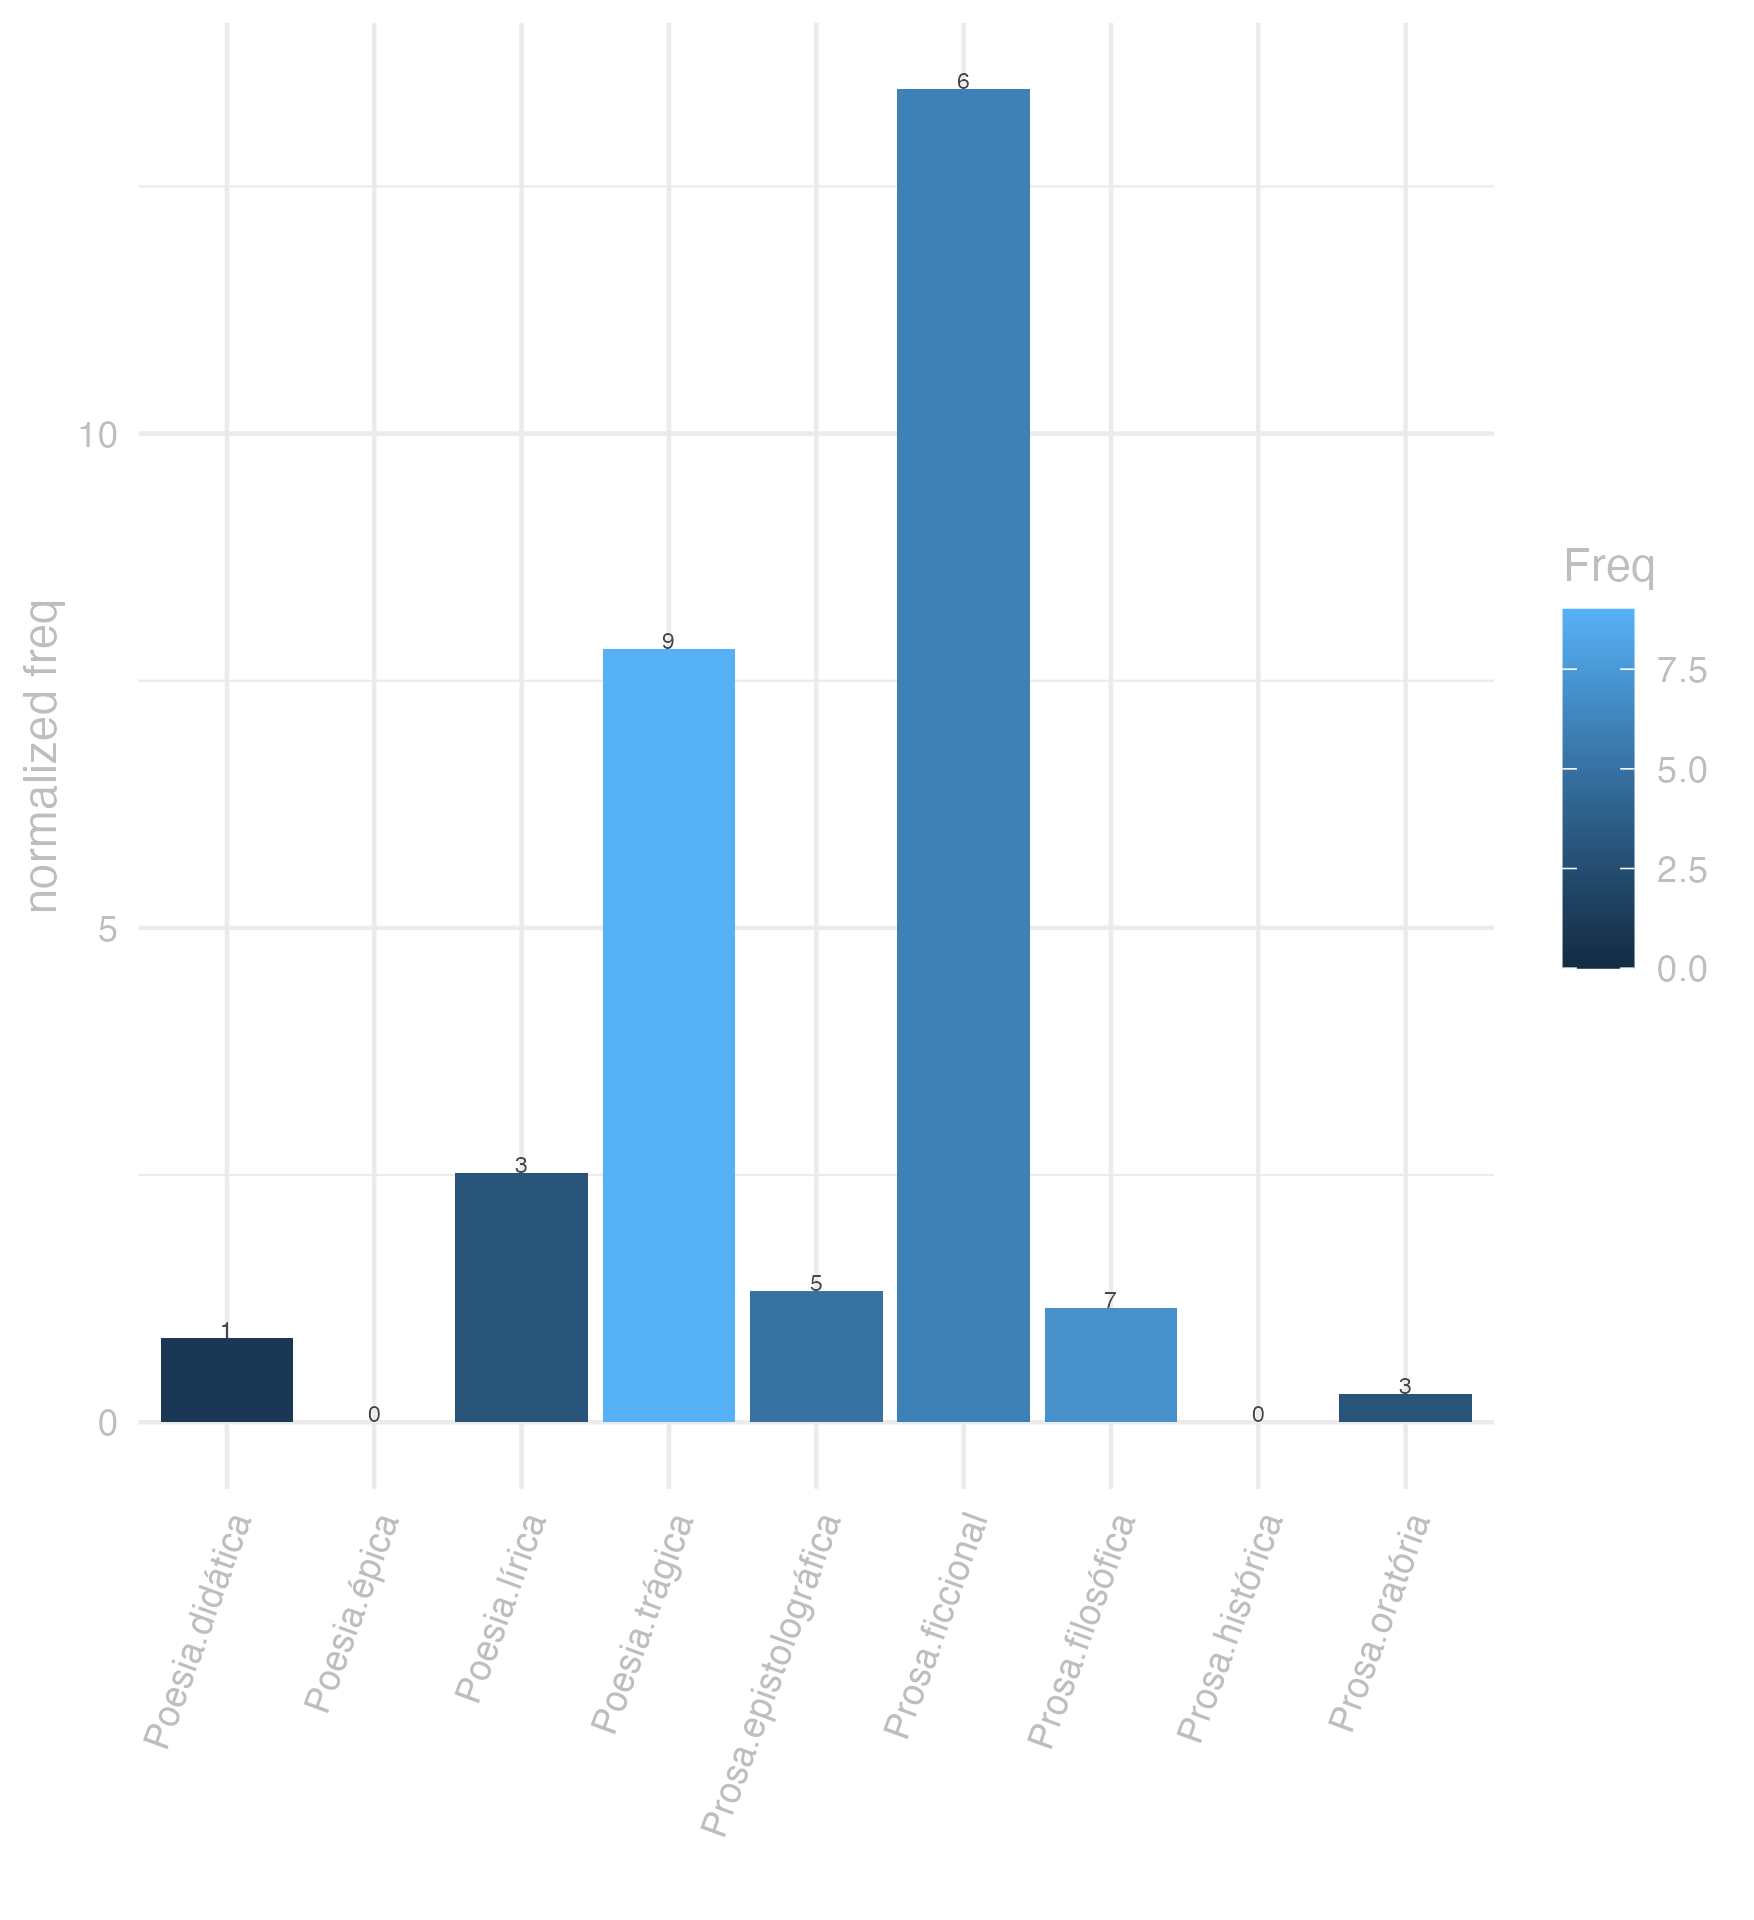 6
10
9
5
3
5
1
7
0
0
3
0
normalized freq
Freq
7.5
5.0
2.5
0.0
Poesia.didática
Poesia.épica
Poesia.lírica
Poesia.trágica
Prosa.epistolográfica
Prosa.ficcional
Prosa.filosófica
Prosa.histórica
Prosa.oratória